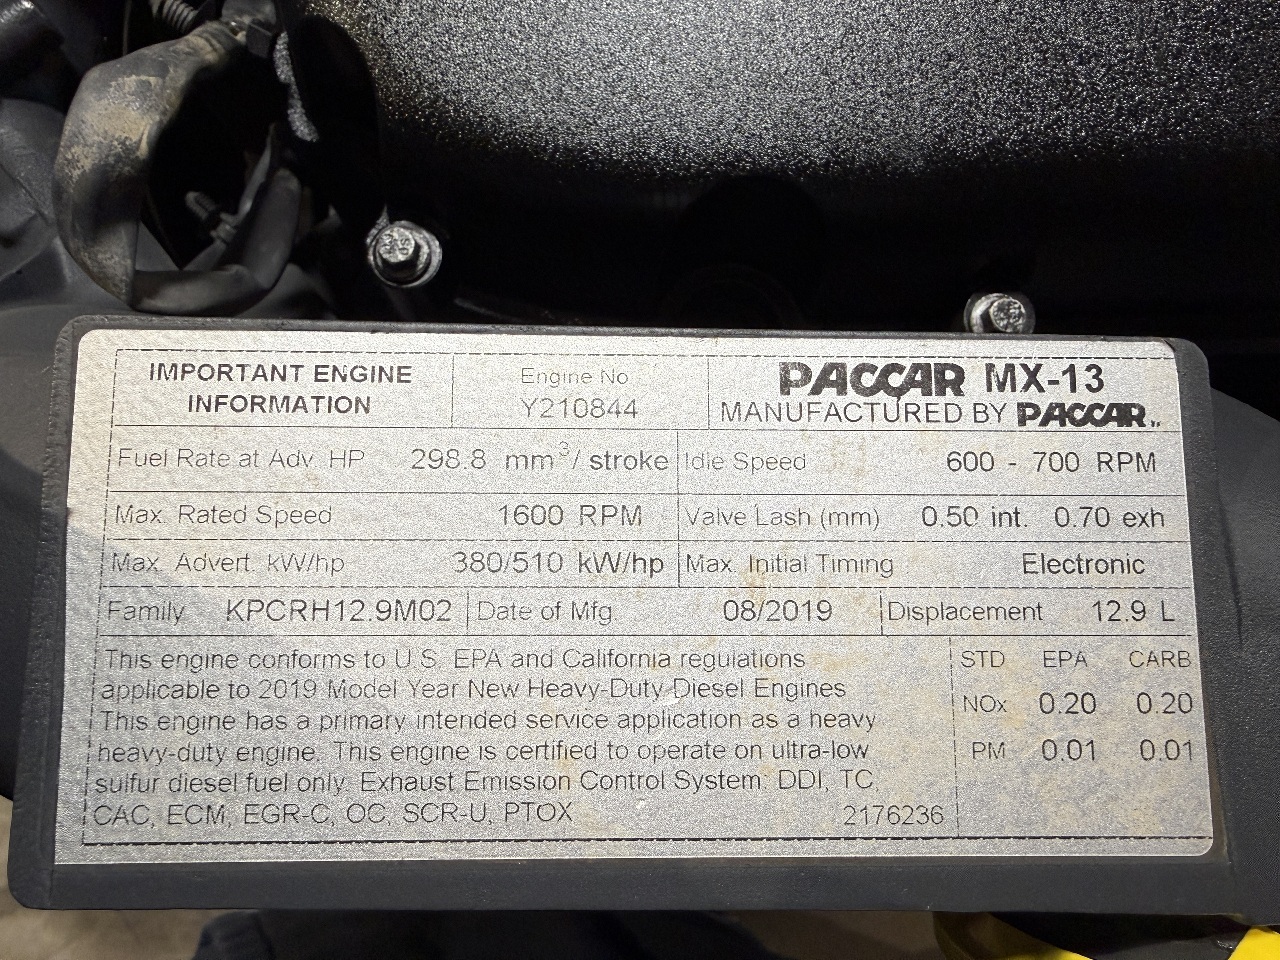 IMPORTANT ENGINE
INFORMATION
Engine No
Y210844
PACCAR MX-13
MANUFACTURED BY PACCAR
Fuel Rate at Adv. HP 298.8 mm³/ stroke
Idle Speed 600 - 700 RPM
Max. Rated Speed 1600 RPM
Valve Lash (mm) 0.50 int. 0.70 exh
Max. Advert. kW/hp 380/510 kW/hp
Max. Initial Timing Electronic
Family KPCRH12.9M02
Date of Mfg. 08/2019
Displacement 12.9 L
This engine conforms to U.S. EPA and California regulations
applicable to 2019 Model Year New Heavy-Duty Diesel Engines
This engine has a primary intended service application as a heavy
heavy-duty engine. This engine is certified to operate on ultra-low
sulfur diesel fuel only. Exhaust Emission Control System: DDI, TC,
CAC, ECM, EGR-C, OC, SCR-U, PTOX 2176236
STD EPA CARB
NOx 0.20 0.20
PM 0.01 0.01